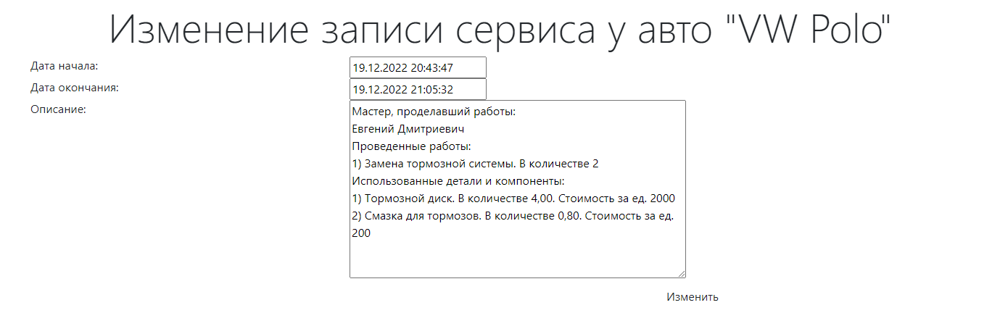 Изменение записи сервиса у авто "VW Polo"
Дата начала: 19.12.2022 20:43:47
Дата окончания: 19.12.2022 21:05:32
Описание: Мастер, проделавший работы:
Евгений Дмитриевич
Проведенные работы:
1) Замена тормозной системы. В количестве 2
Использованные детали и компоненты:
1) Тормозной диск. В количестве 4,00. Стоимость за ед. 2000
2) Смазка для тормозов. В количестве 0,80. Стоимость за ед.
200
Изменить